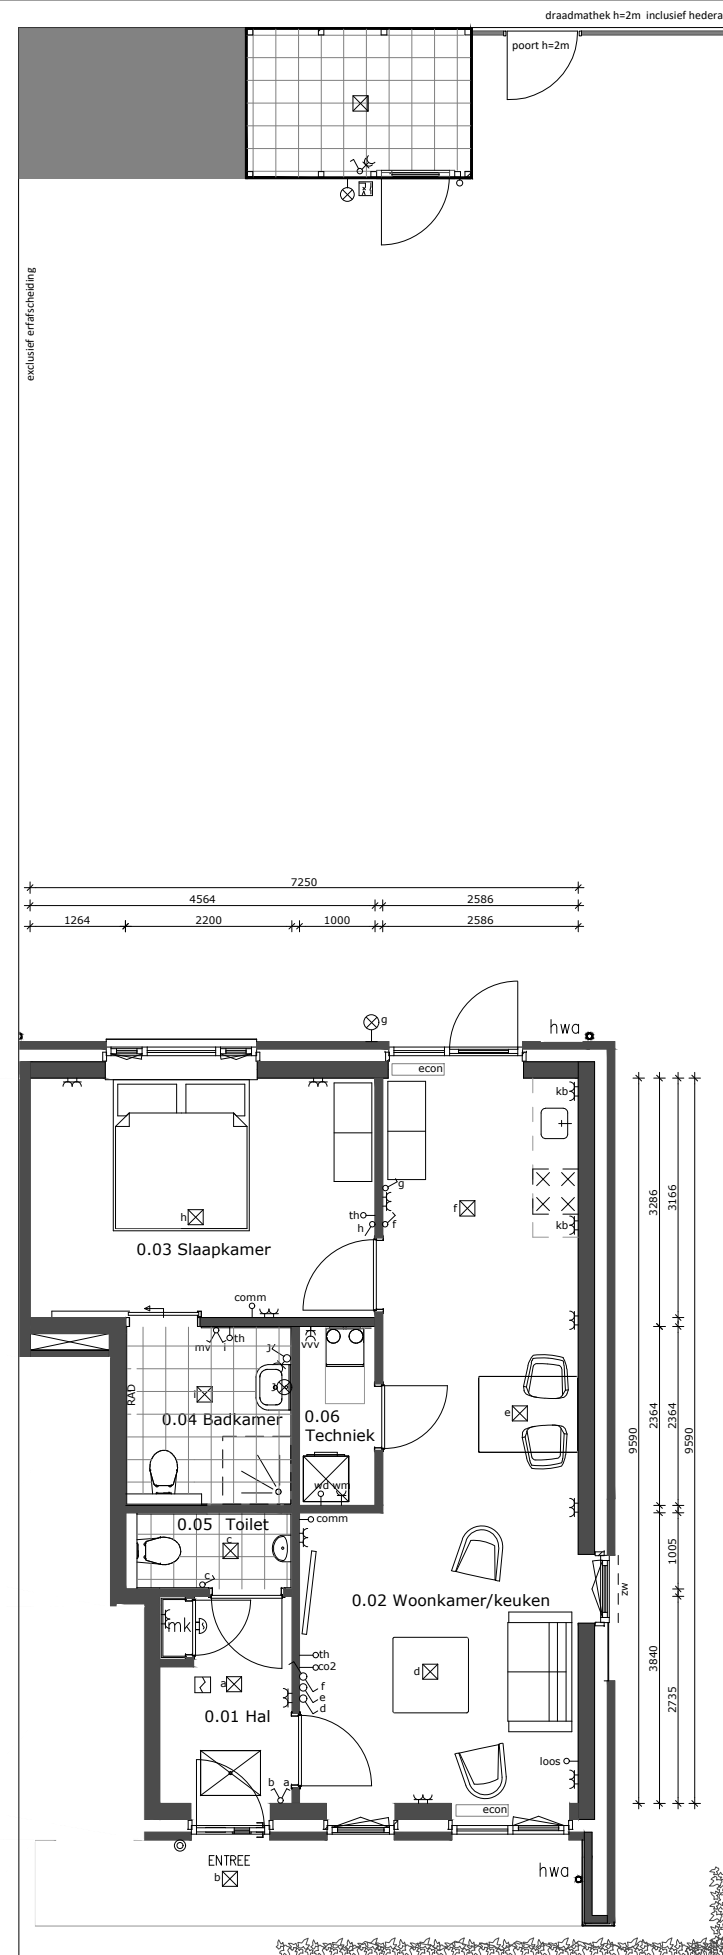 draadmathek h=2m inclusief hedera
poort h=2m
exclusief erfafscheiding
7250
4564
2586
1264
2200
1000
2586
g
hwa
econ
kb
g
h
th
h
f
f
kb
0.03 Slaapkamer
comm
mv
i
th
vvv
RAD
i
0.04 Badkamer
0.06
Techniek
e
wd
wm
comm
0.05 Toilet
c
c
zw
0.02 Woonkamer/keuken
mk
th
co2
f
e
d
a
d
0.01 Hal
b
a
loos
econ
ENTREE
b
hwa
3286
3166
9590
2364
2364
9590
1005
3840
2735